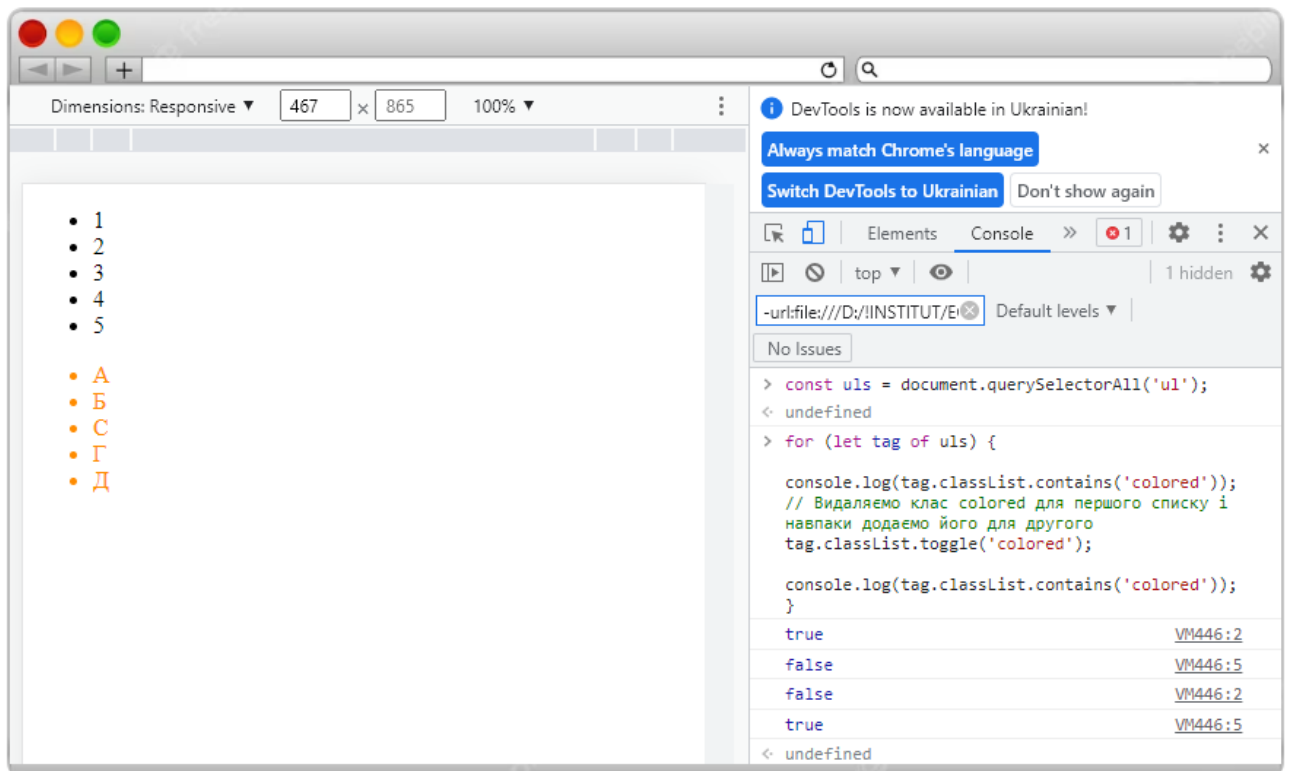 Dimensions: Responsive ▼ 467 × 865 100% ▼
1
2
3
4
5
А
Б
С
Г
Д
DevTools is now available in Ukrainian!
Always match Chrome's language
Switch DevTools to Ukrainian Don't show again
Elements Console » 1
top ▼ 1 hidden
-url:file:///D:/!INSTITUT/E Default levels ▼
No Issues
> const uls = document.querySelectorAll('ul');
undefined
> for (let tag of uls) {
console.log(tag.classList.contains('colored'));
// Видаляємо клас colored для першого списку і
навпаки додаємо його для другого
tag.classList.toggle('colored');
console.log(tag.classList.contains('colored'));
}
true VM446:2
false VM446:5
false VM446:2
true VM446:5
undefined